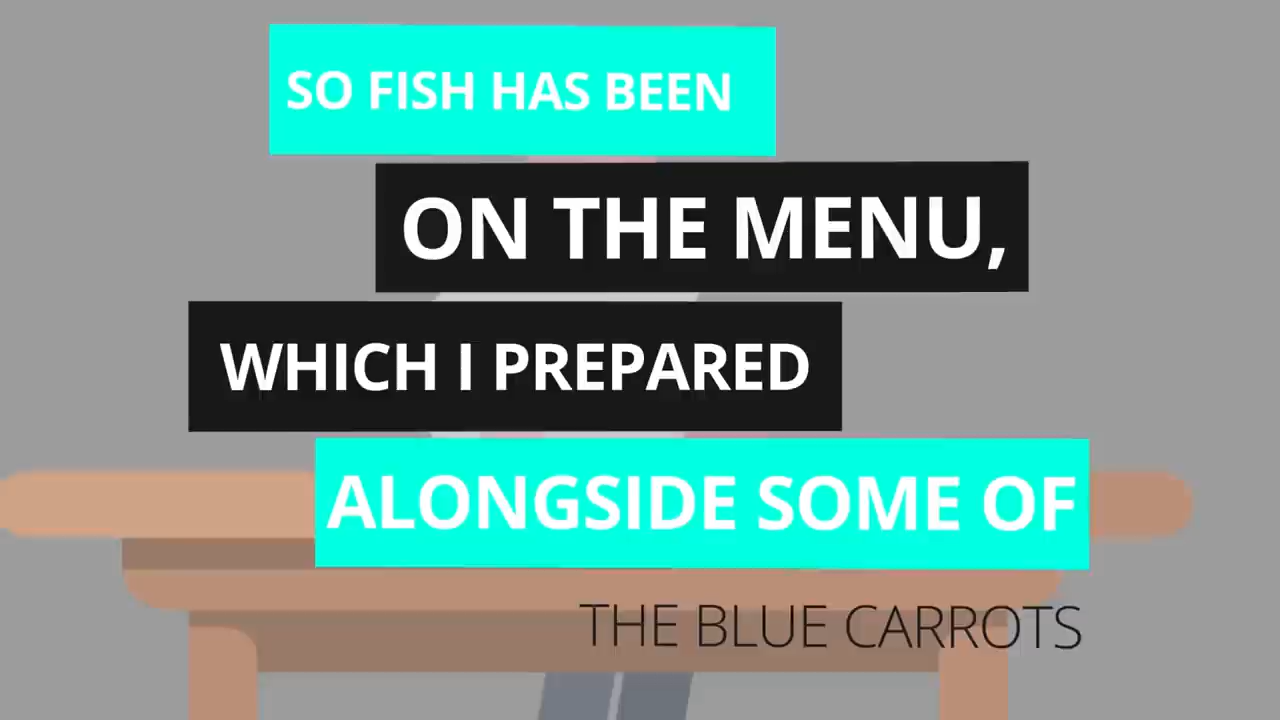 SO FISH HAS BEEN
ON THE MENU,
WHICH I PREPARED
ALONGSIDE SOME OF
THE BLUE CARROTS